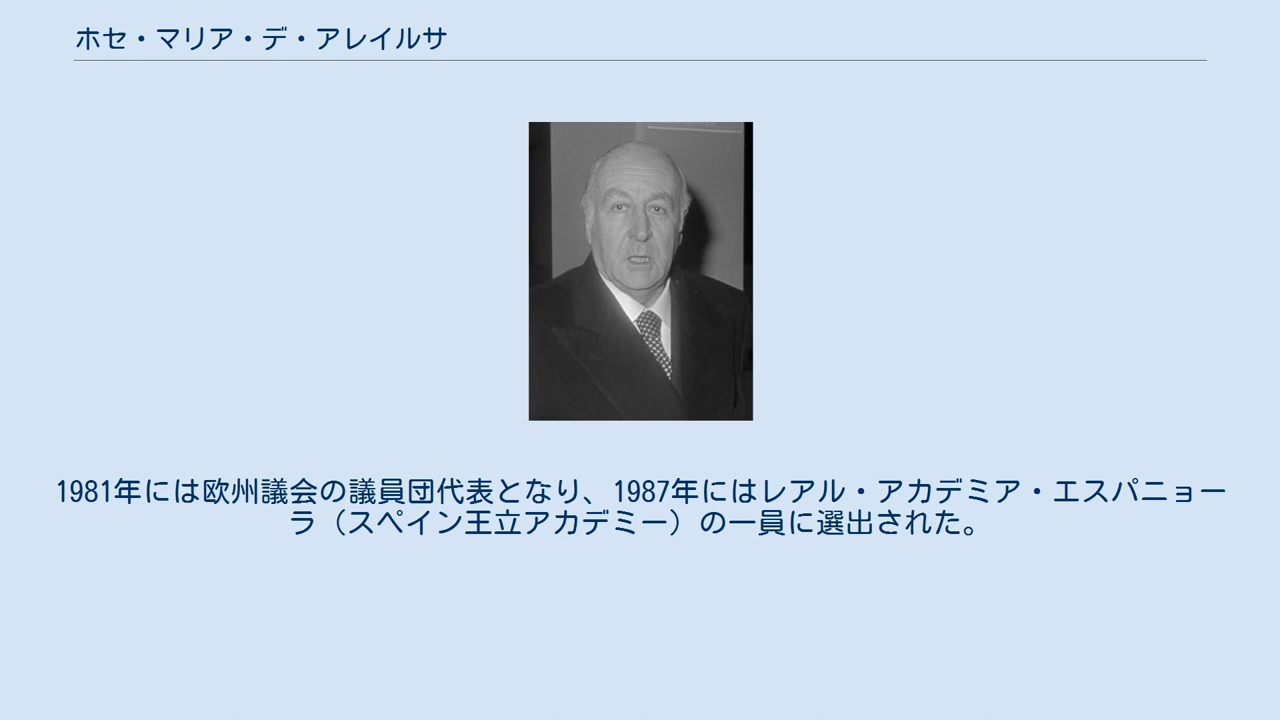 ホセ・マリア・デ・アレイルサ
1981年には欧州議会の議員団代表となり、1987年にはレアル・アカデミア・エスパニョー
ラ（スペイン王立アカデミー）の一員に選出された。